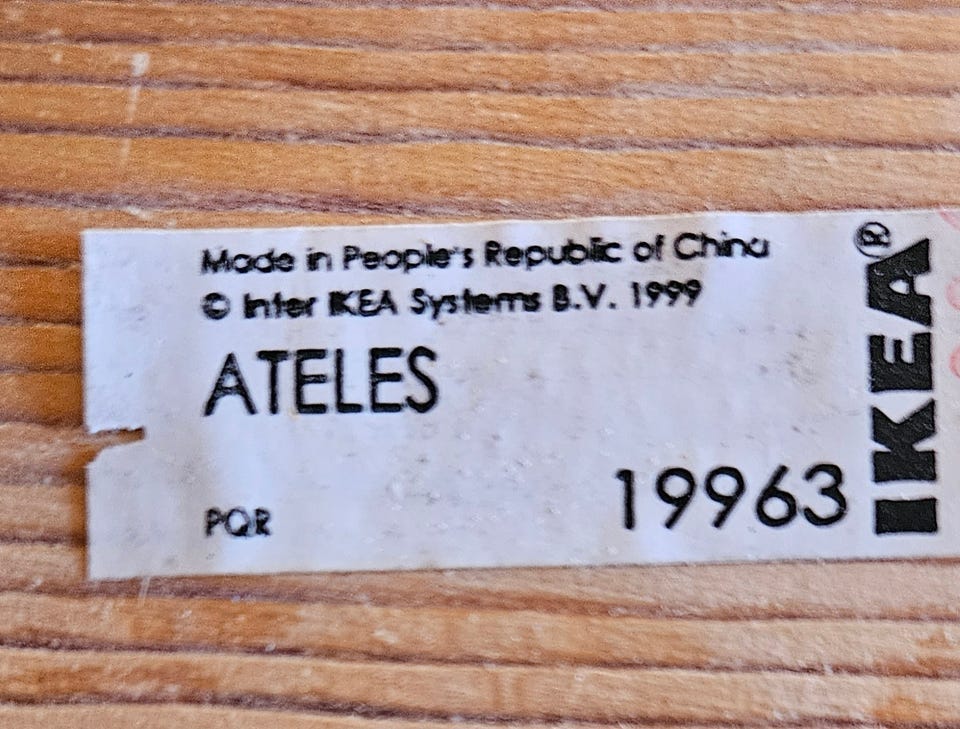 Made in People's Republic of China
© Inter IKEA Systems B.V. 1999
ATELES
PQR
19963
IKEA®